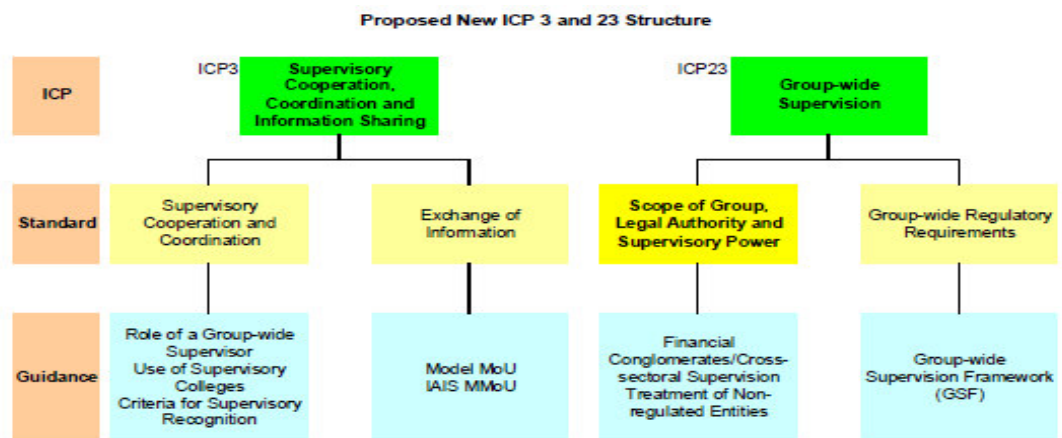 Proposed New ICP 3 and 23 Structure
ICP
ICP3
Supervisory
Cooperation,
Coordination and
Information Sharing
ICP23
Group-wide
Supervision
Standard
Supervisory
Cooperation and
Coordination
Exchange of
Information
Scope of Group,
Legal Authority and
Supervisory Power
Group-wide Regulatory
Requirements
Guidance
Role of a Group-wide
Supervisor
Use of Supervisory
Colleges
Criteria for Supervisory
Recognition
Model MoU
IAIS MMoU
Financial
Conglomerates/Cross-
sectoral Supervision
Treatment of Non-
regulated Entities
Group-wide
Supervision Framework
(GSF)